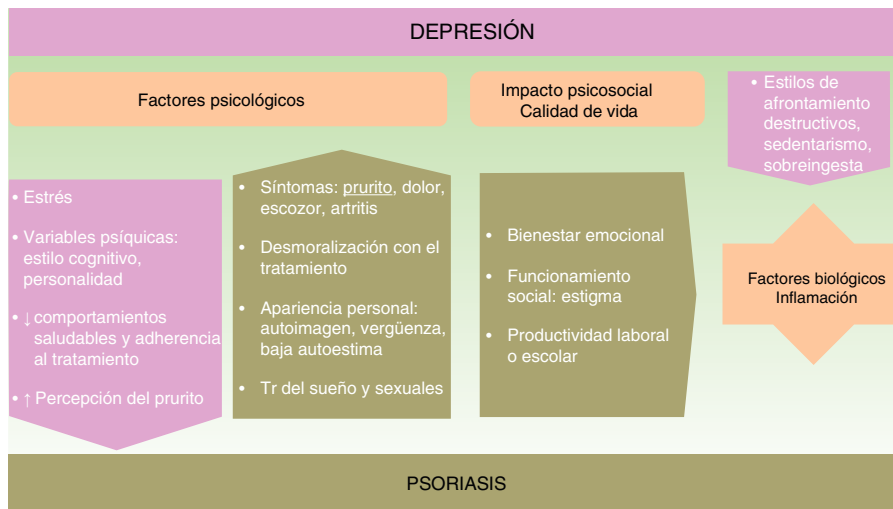 DEPRESIÓN
Factores psicológicos
Impacto psicosocial
Calidad de vida
• Estilos de
afrontamiento
destructivos,
sedentarismo,
sobreingesta
• Estrés
• Variables psíquicas:
estilo cognitivo,
personalidad
• ↓ comportamientos
saludables y adherencia
al tratamiento
• ↑ Percepción del prurito
• Síntomas: prurito, dolor,
escozor, artritis
• Desmoralización con el
tratamiento
• Apariencia personal:
autoimagen, vergüenza,
baja autoestima
• Tr del sueño y sexuales
• Bienestar emocional
• Funcionamiento
social: estigma
• Productividad laboral
o escolar
Factores biológicos
Inflamación
PSORIASIS